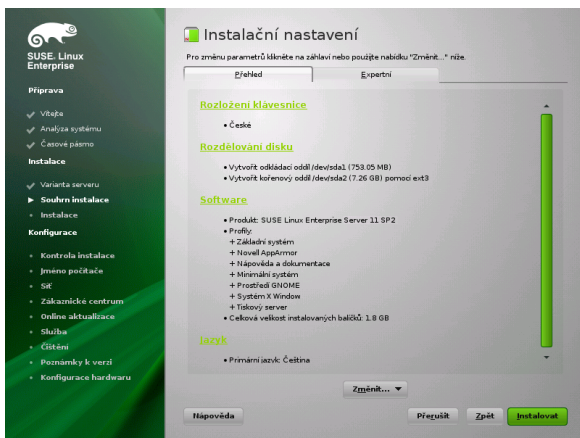 SUSE. Linux
Enterprise
Příprava
Vítejte
Analýza systému
Časové pásmo
Instalace
Varianta serveru
Souhrn instalace
Instalace
Konfigurace
Kontrola instalace
Jméno počítače
Síť
Zákaznické centrum
Online aktualizace
Služba
Čištění
Poznámky k verzi
Konfigurace hardwaru
Instalační nastavení
Pro změnu parametrů klikněte na záhlaví nebo použijte nabídku "Změnit..." níže.
Přehled
Expertní
Rozložení klávesnice
• České
Rozdělování disku
• Vytvořit odkládací oddíl /dev/sda1 (753.05 MB)
• Vytvořit kořenový oddíl /dev/sda2 (7.26 GB) pomocí ext3
Software
• Produkt: SUSE Linux Enterprise Server 11 SP2
• Profily:
+ Základní systém
+ Novell AppArmor
+ Nápověda a dokumentace
+ Minimální systém
+ Prostředí GNOME
+ Systém X Window
+ Tiskový server
• Celková velikost instalovaných balíčků: 1.8 GB
Jazyk
• Primární jazyk: Čeština
Změnit...
Nápověda
Přerušit
Zpět
Instalovat